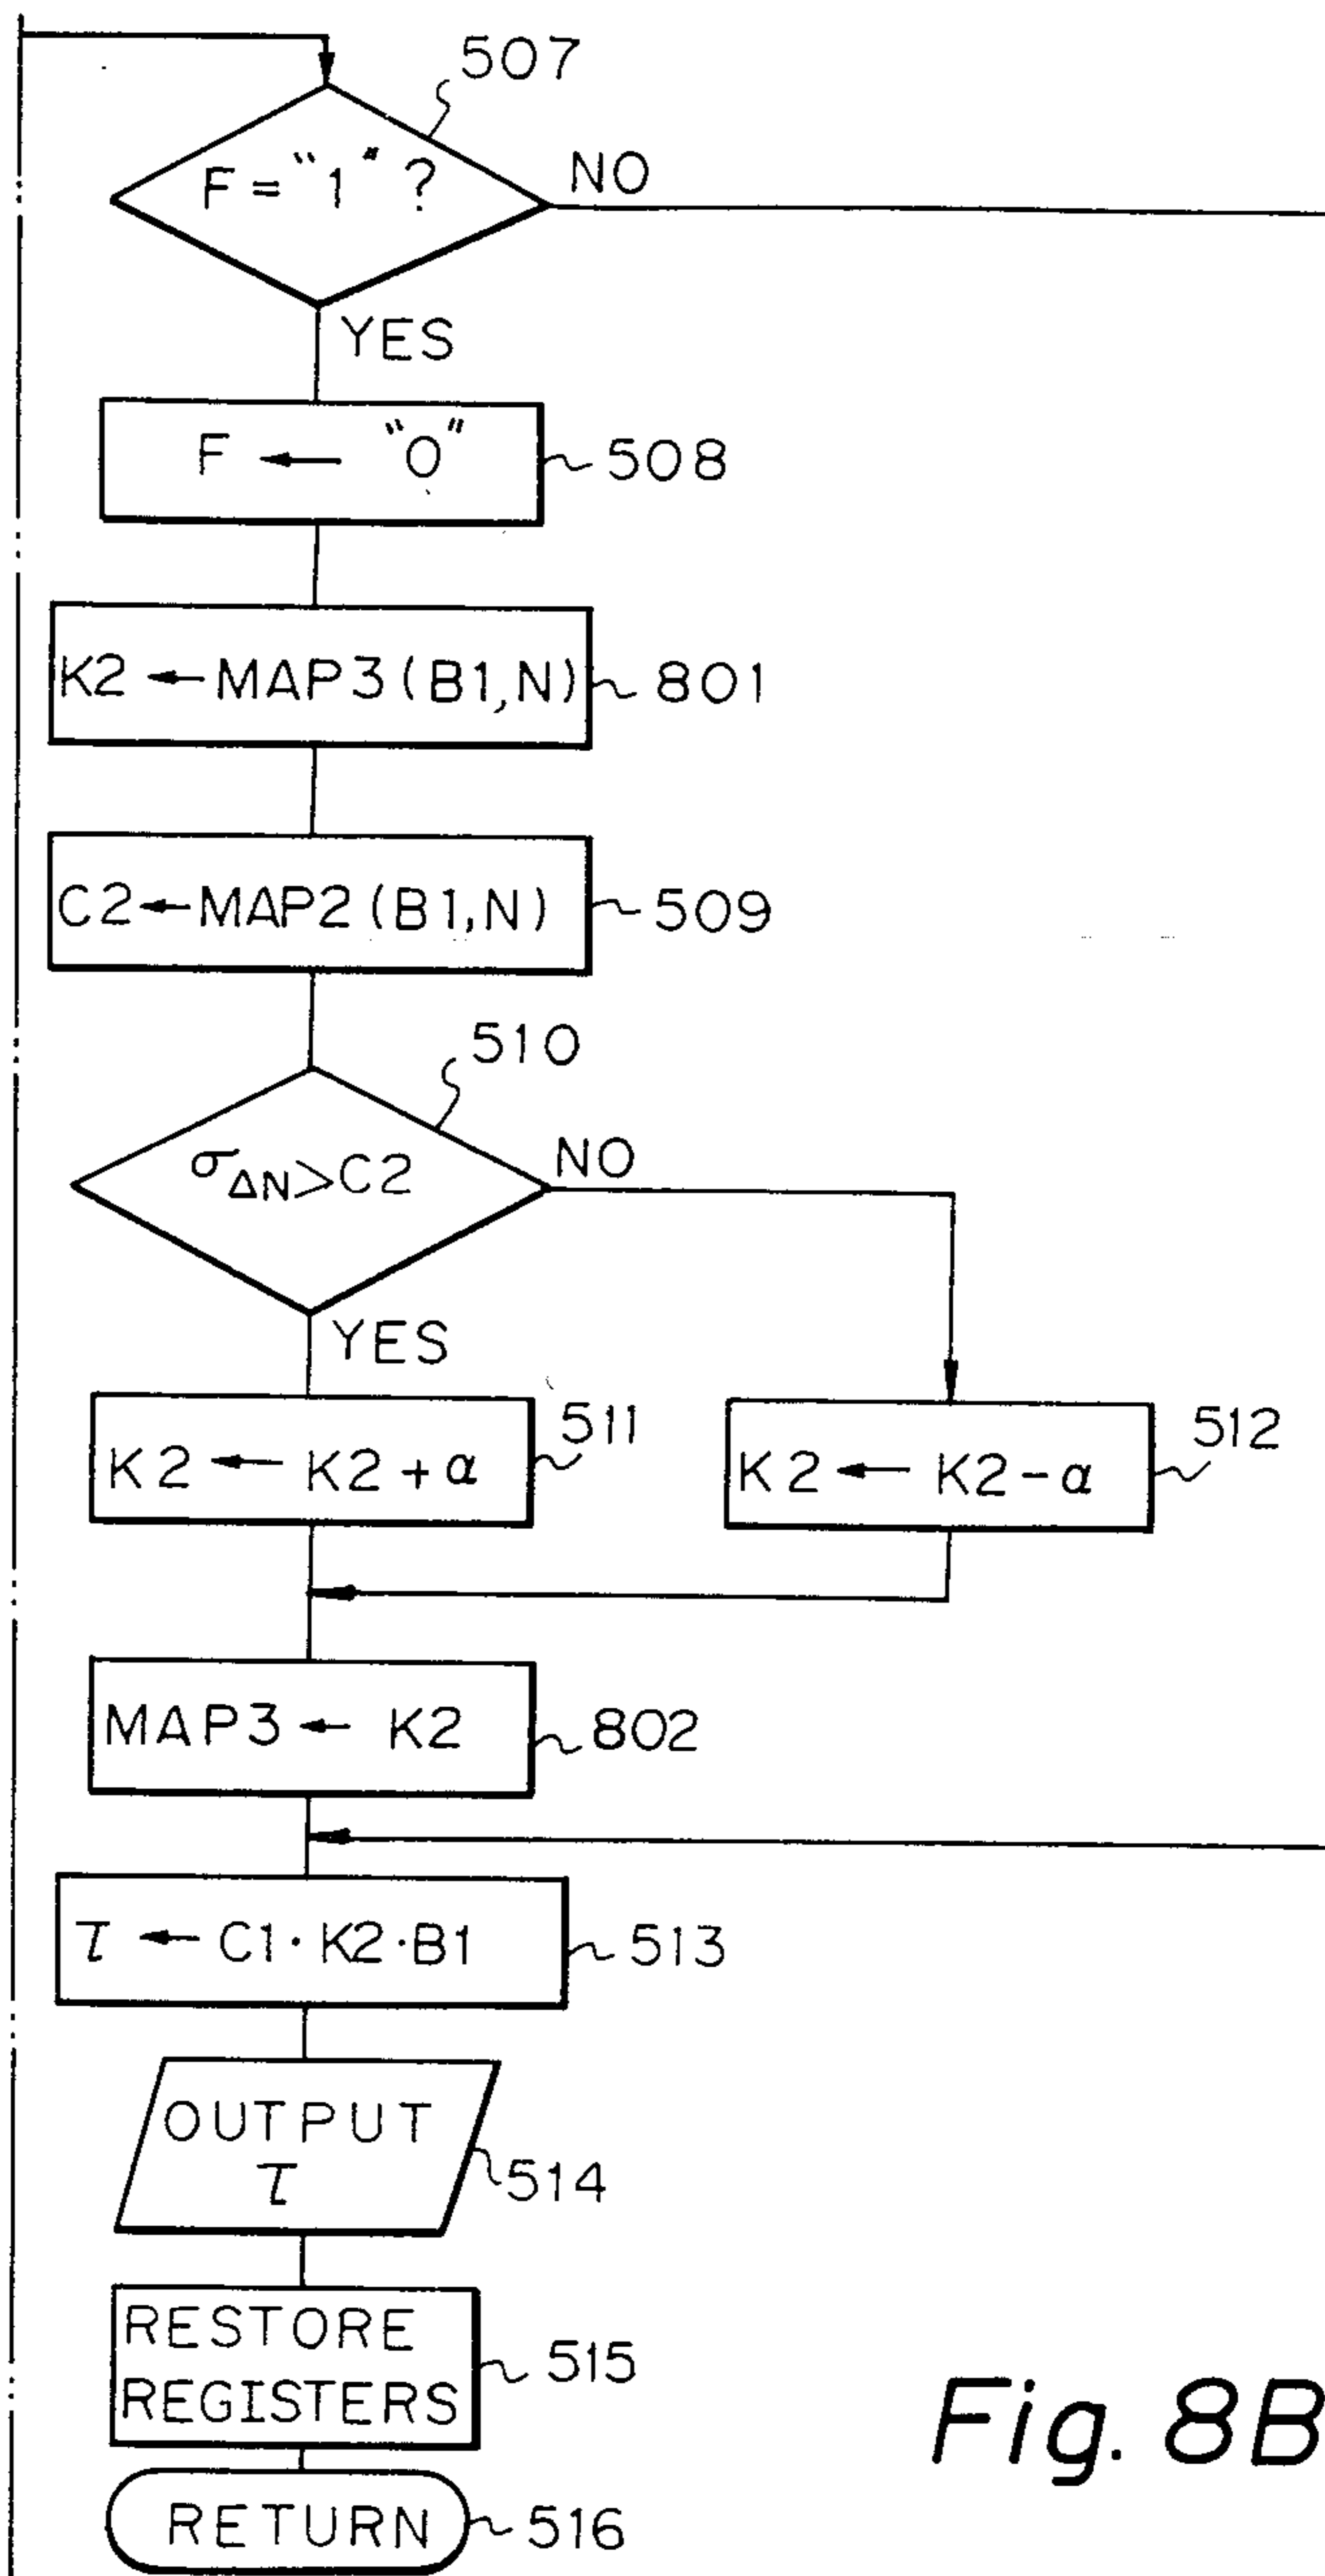 507
F = "1" ?
NO
YES
F ← "0"
508
K2 ← MAP3 (B1, N)
801
C2 ← MAP2 (B1, N)
509
510
σΔN > C2
NO
YES
511
K2 ← K2 + α
512
K2 ← K2 - α
MAP3 ← K2
802
τ ← C1 · K2 · B1
513
OUTPUT
τ
514
RESTORE
REGISTERS
515
RETURN
516
Fig. 8B